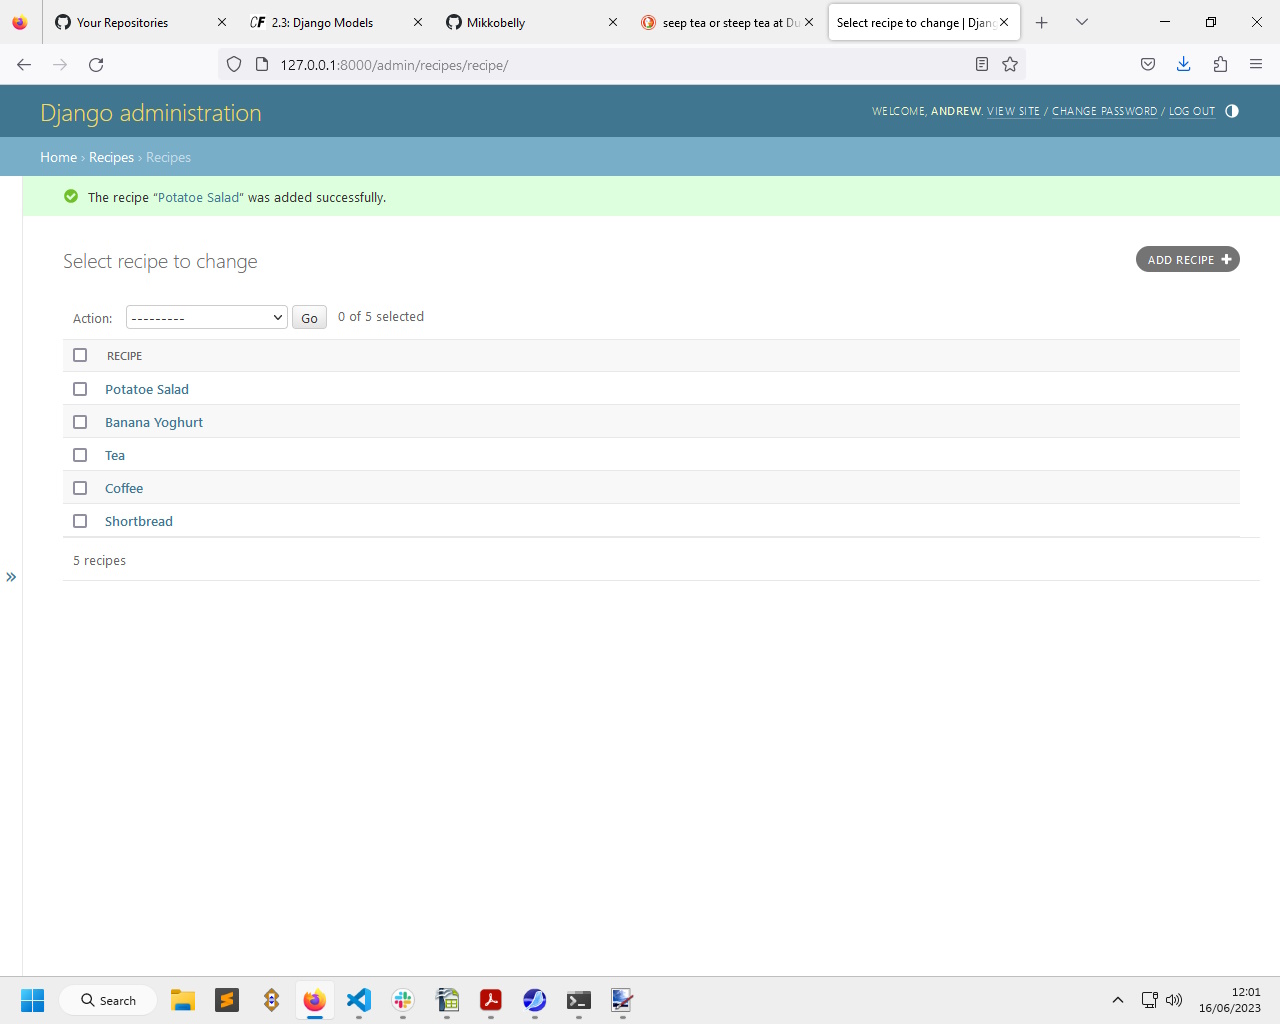 Your Repositories
CF 2.3: Django Models
Mikkobelly
seep tea or steep tea at Du
Select recipe to change | Djang
127.0.0.1:8000/admin/recipes/recipe/
Django administration
WELCOME, ANDREW. VIEW SITE / CHANGE PASSWORD / LOG OUT
Home › Recipes › Recipes
The recipe “Potatoe Salad” was added successfully.
Select recipe to change
ADD RECIPE +
Action: --------- Go 0 of 5 selected
RECIPE
Potatoe Salad
Banana Yoghurt
Tea
Coffee
Shortbread
5 recipes
»
Search
12:01
16/06/2023